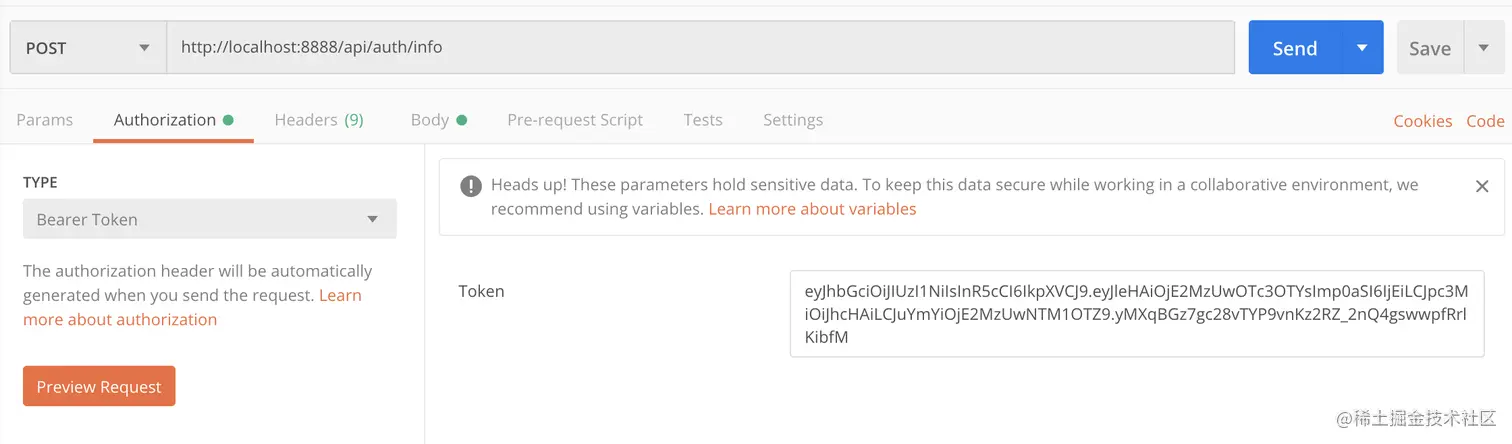 POST http://localhost:8888/api/auth/info Send Save
Params Authorization Headers (9) Body Pre-request Script Tests Settings Cookies Code
TYPE
Bearer Token
The authorization header will be automatically
generated when you send the request. Learn
more about authorization
Preview Request
Heads up! These parameters hold sensitive data. To keep this data secure while working in a collaborative environment, we
recommend using variables. Learn more about variables
Token
eyJhbGciOiJIUzI1NiIsInR5cCI6IkpXVCJ9.eyJleHAiOjE2MzUwOTc3OTYsImp0aSI6IjEiLCJpc3M
iOiJhcHAiLCJuYmYiOjE2MzUwNTM1OTZ9.yMXqBGz7gc28vTYP9vnKz2RZ_2nQ4gswwpfRrl
KibfM
@稀土掘金技术社区